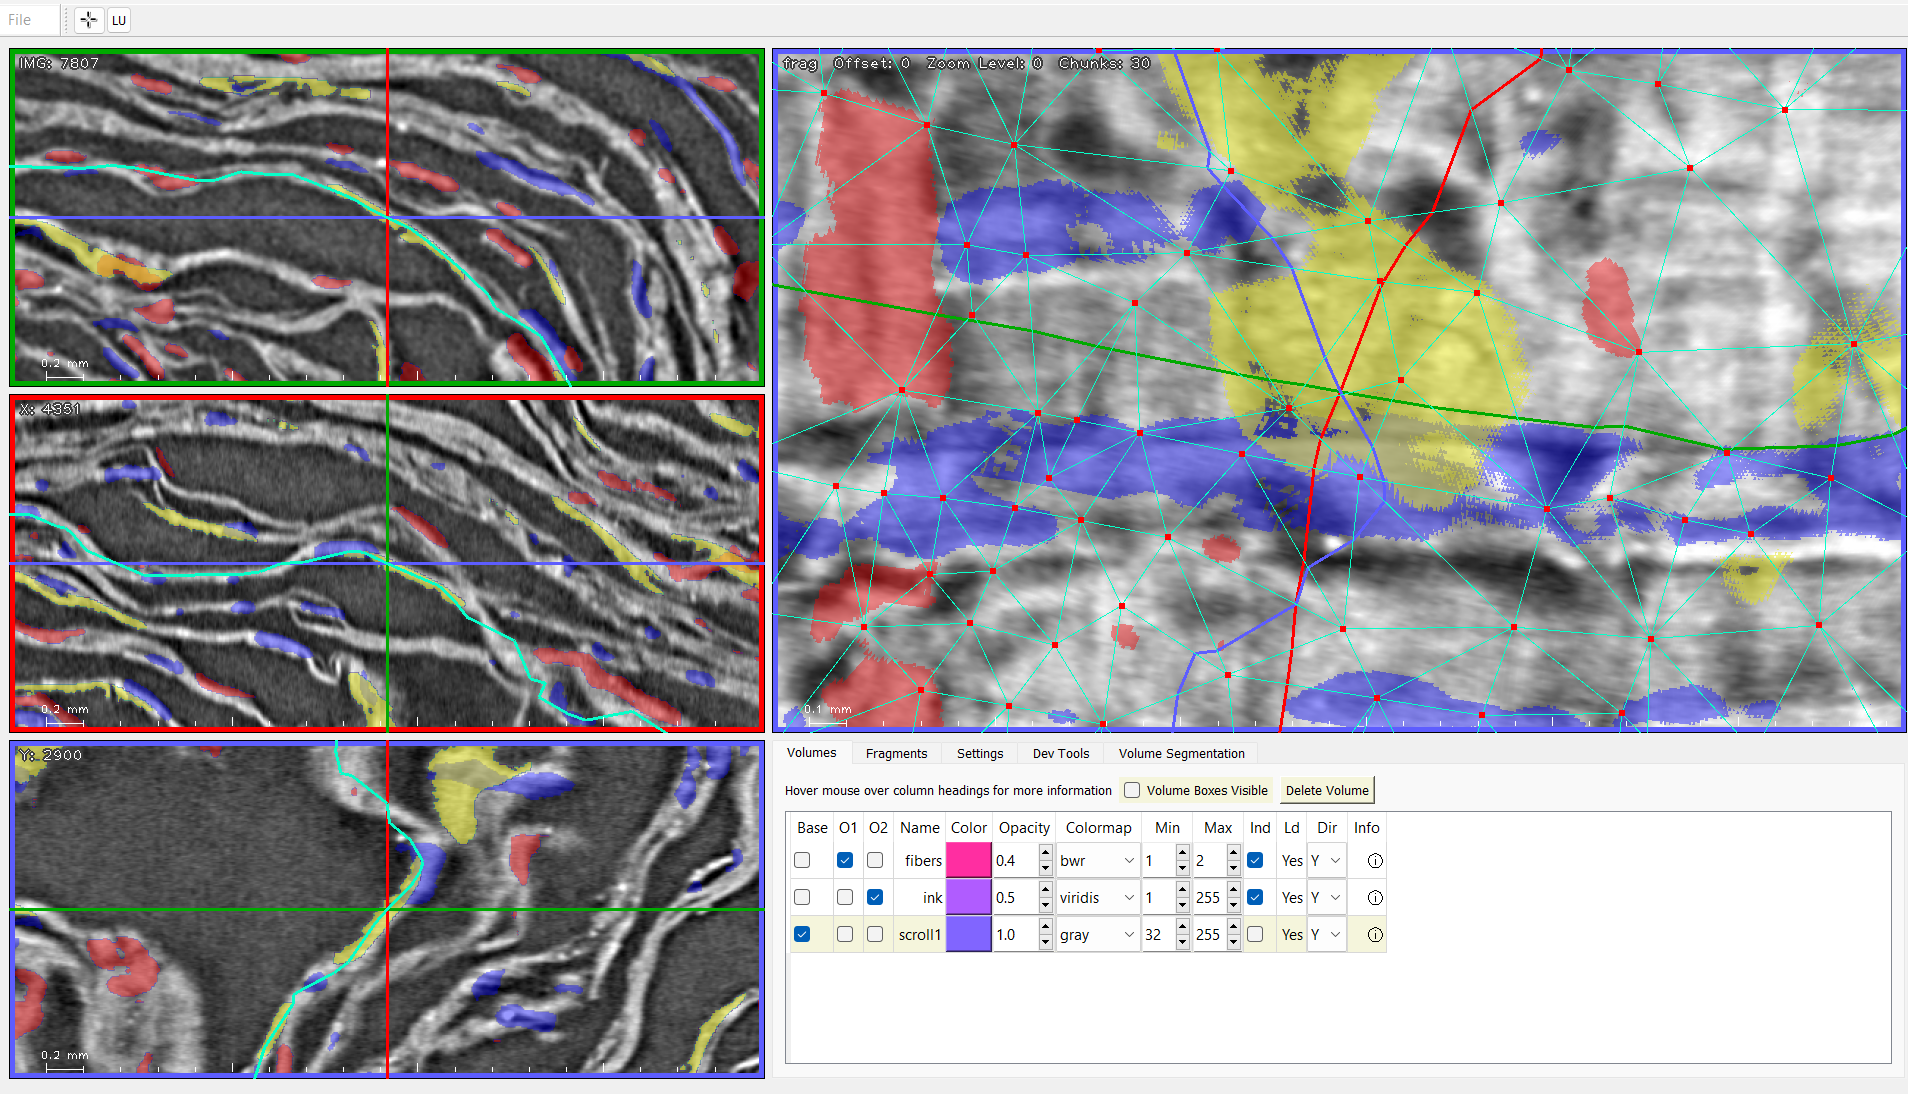 File
LU
IMG: 7807
0.2 mm
X: 4351
0.2 mm
Y: 2900
0.2 mm
frag Offset: 0 Zoom Level: 0 Chunks: 30
0.1 mm
Volumes Fragments Settings Dev Tools Volume Segmentation
Hover mouse over column headings for more information Volume Boxes Visible Delete Volume
Base O1 O2 Name Color Opacity Colormap Min Max Ind Ld Dir Info
fibers 0.4 bwr 1 2 Yes Y
ink 0.5 viridis 1 255 Yes Y
scroll1 1.0 gray 32 255 Yes Y